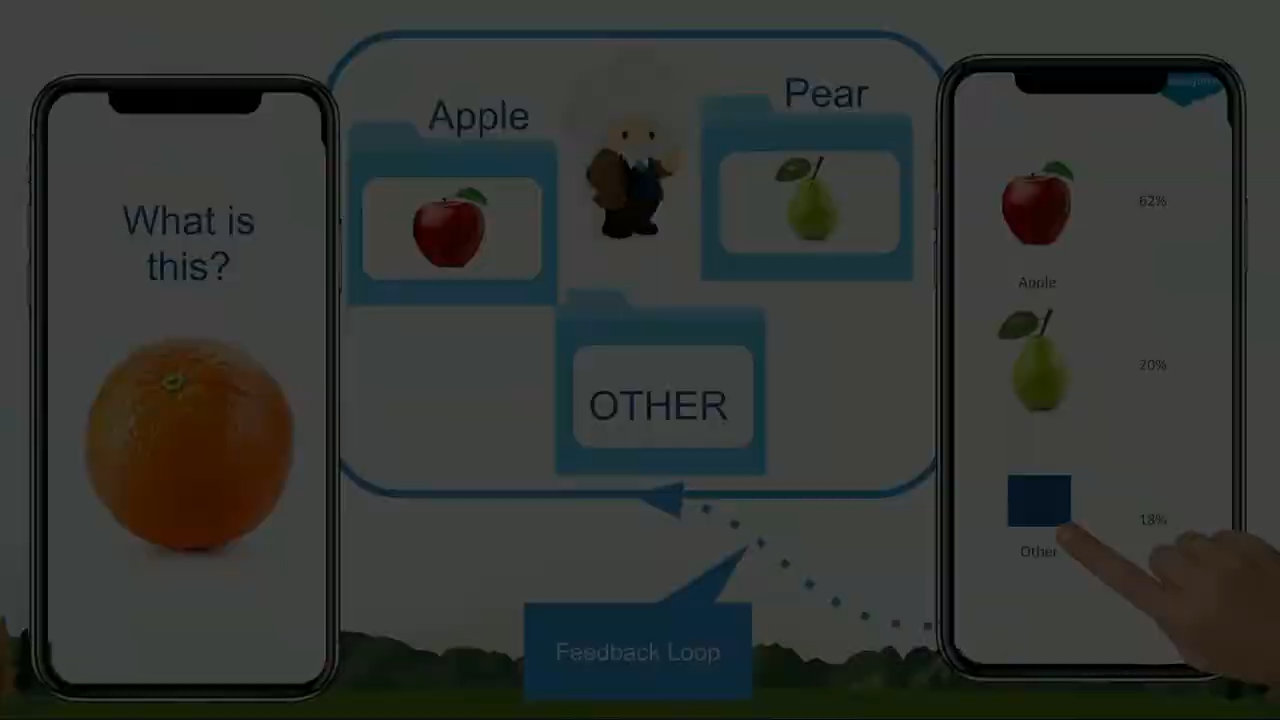 What is
this?
Apple
Pear
OTHER
Feedback Loop
62%
Apple
20%
18%
Other